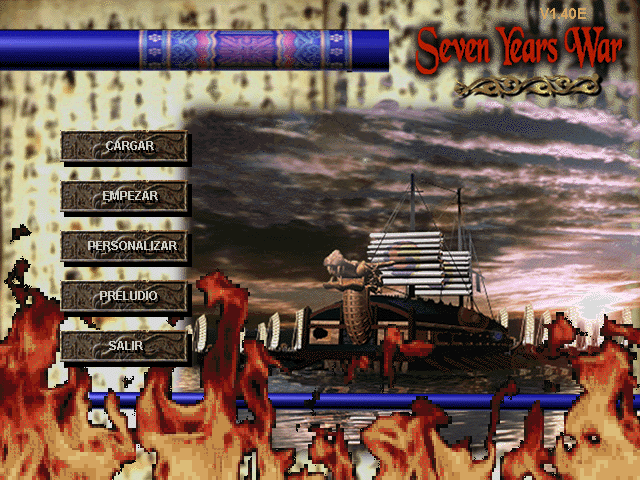 V1.40E
Seven Years War
CARGAR
EMPEZAR
PERSONALIZAR
PRELUDIO
SALIR